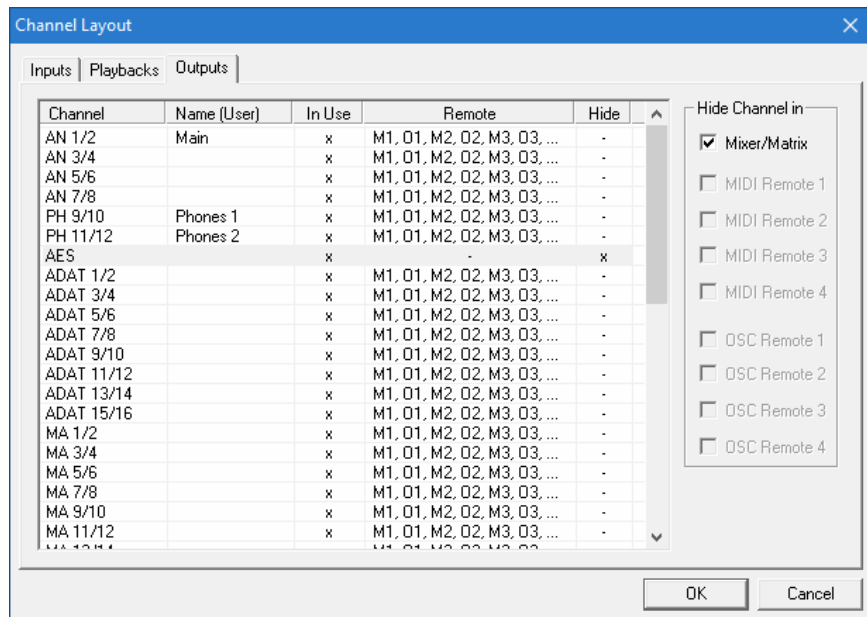 Channel Layout
Inputs Playbacks Outputs
Channel Name (User) In Use Remote Hide
AN 1/2 Main x M1, O1, M2, O2, M3, O3, ... -
AN 3/4 x M1, O1, M2, O2, M3, O3, ... -
AN 5/6 x M1, O1, M2, O2, M3, O3, ... -
AN 7/8 x M1, O1, M2, O2, M3, O3, ... -
PH 9/10 Phones 1 x M1, O1, M2, O2, M3, O3, ... -
PH 11/12 Phones 2 x M1, O1, M2, O2, M3, O3, ... -
AES x - x
ADAT 1/2 x M1, O1, M2, O2, M3, O3, ... -
ADAT 3/4 x M1, O1, M2, O2, M3, O3, ... -
ADAT 5/6 x M1, O1, M2, O2, M3, O3, ... -
ADAT 7/8 x M1, O1, M2, O2, M3, O3, ... -
ADAT 9/10 x M1, O1, M2, O2, M3, O3, ... -
ADAT 11/12 x M1, O1, M2, O2, M3, O3, ... -
ADAT 13/14 x M1, O1, M2, O2, M3, O3, ... -
ADAT 15/16 x M1, O1, M2, O2, M3, O3, ... -
MA 1/2 x M1, O1, M2, O2, M3, O3, ... -
MA 3/4 x M1, O1, M2, O2, M3, O3, ... -
MA 5/6 x M1, O1, M2, O2, M3, O3, ... -
MA 7/8 x M1, O1, M2, O2, M3, O3, ... -
MA 9/10 x M1, O1, M2, O2, M3, O3, ... -
MA 11/12 x M1, O1, M2, O2, M3, O3, ... -
Hide Channel in
Mixer/Matrix
MIDI Remote 1
MIDI Remote 2
MIDI Remote 3
MIDI Remote 4
OSC Remote 1
OSC Remote 2
OSC Remote 3
OSC Remote 4
OK Cancel